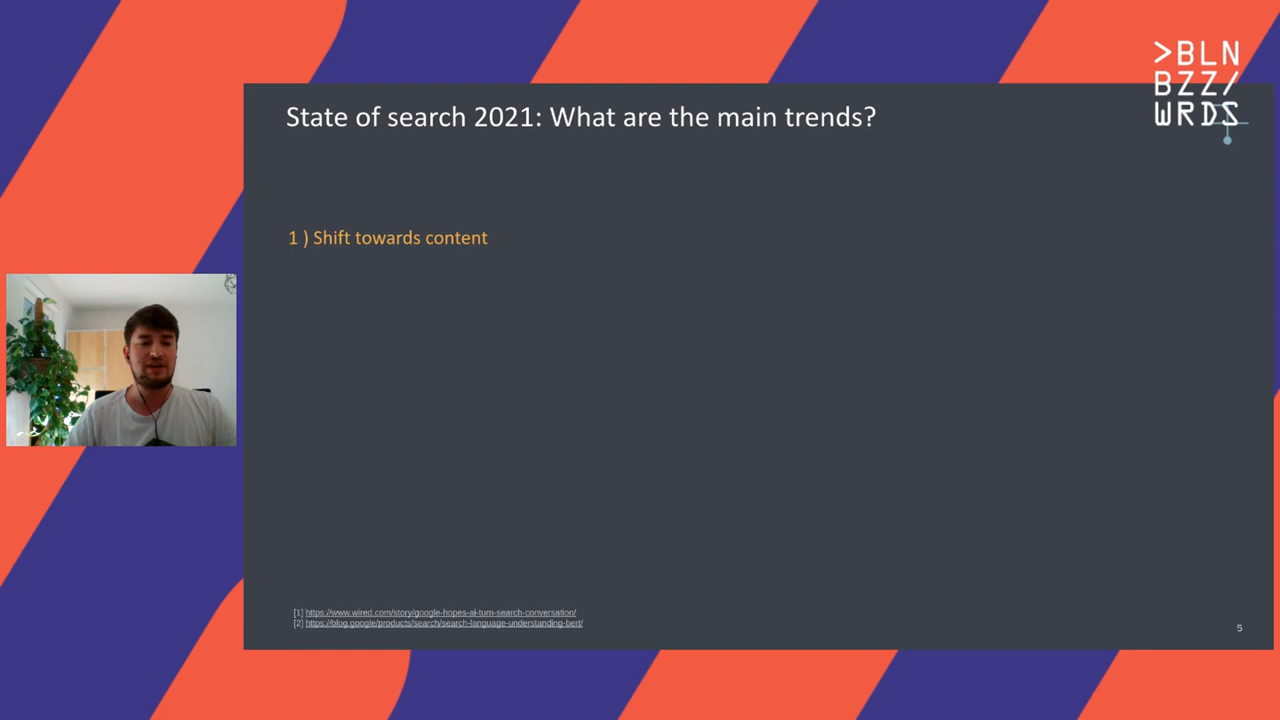 >BLN
BZZ/
WRDS
State of search 2021: What are the main trends?
1 ) Shift towards content
[1] https://www.wired.com/story/google-hopes-ai-turn-search-conversation/
[2] https://blog.google/products/search/search-language-understanding-bert/
5